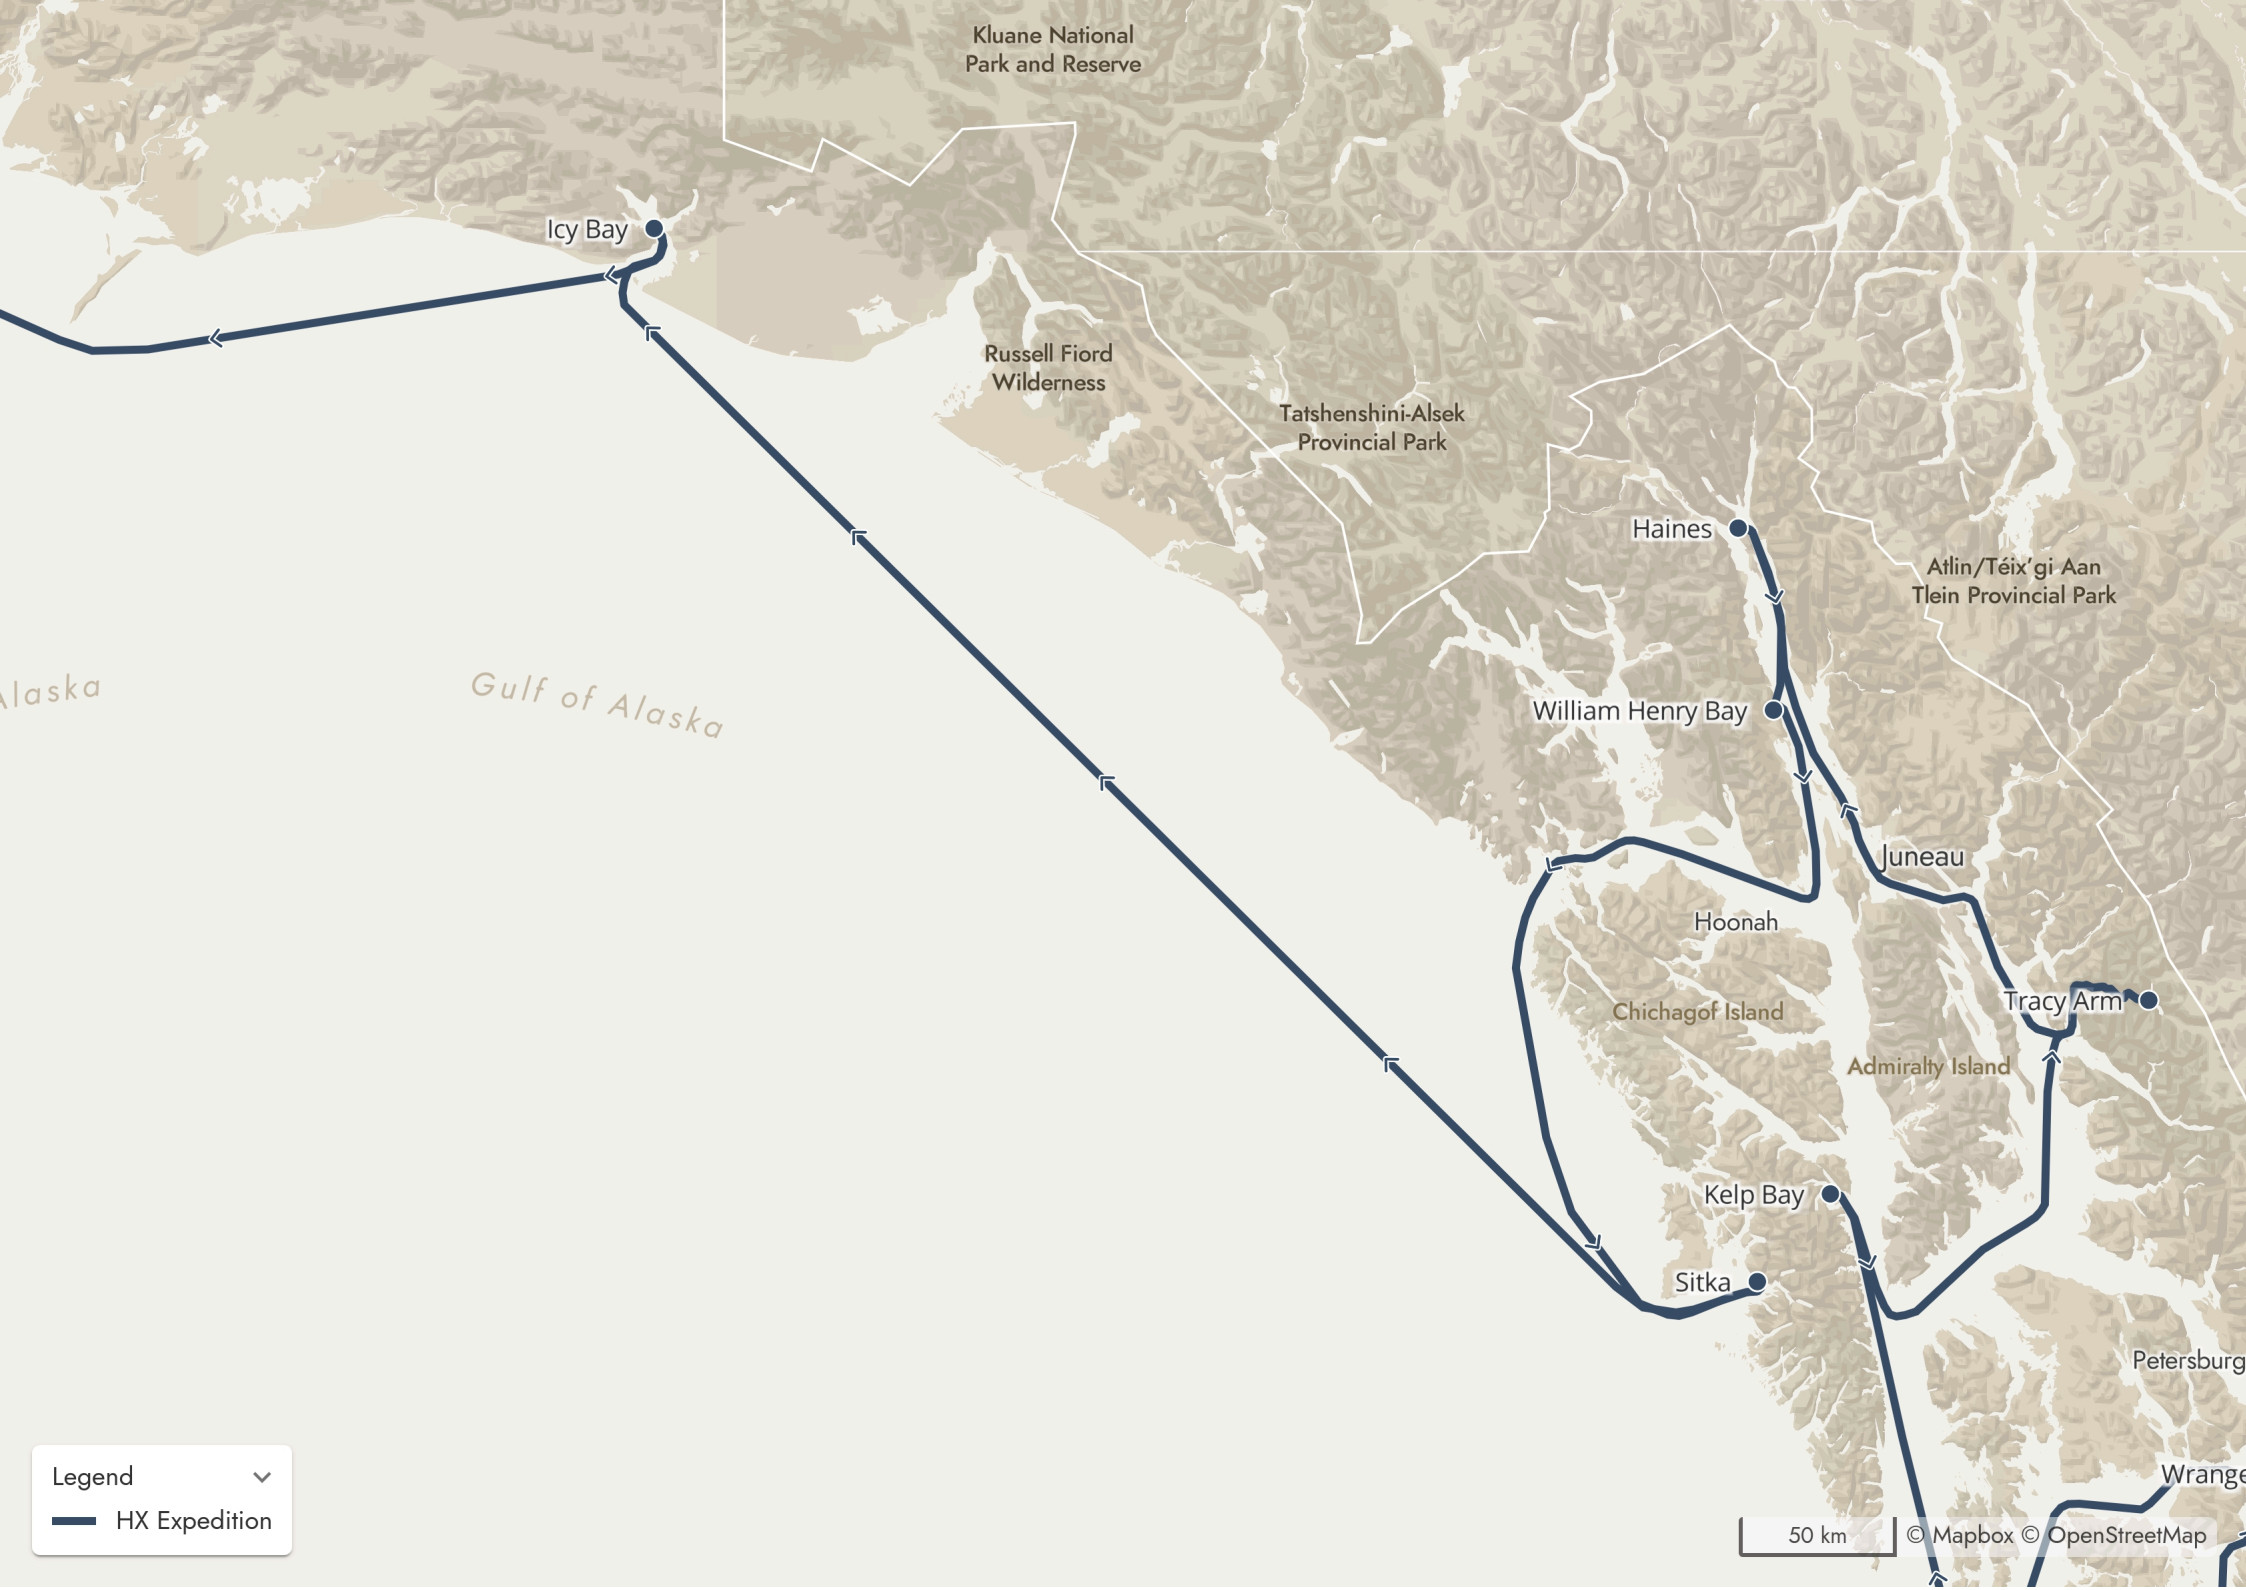 Kluane National
Park and Reserve
Icy Bay
Russell Fiord
Wilderness
Tatshenshini-Alsek
Provincial Park
Haines
Atlin/Téix’gi Aan
Tlein Provincial Park
Alaska
Gulf of Alaska
William Henry Bay
Juneau
Hoonah
Tracy Arm
Chichagof Island
Admiralty Island
Kelp Bay
Sitka
Petersburg
Wrange
Legend
HX Expedition
50 km
© Mapbox © OpenStreetMap